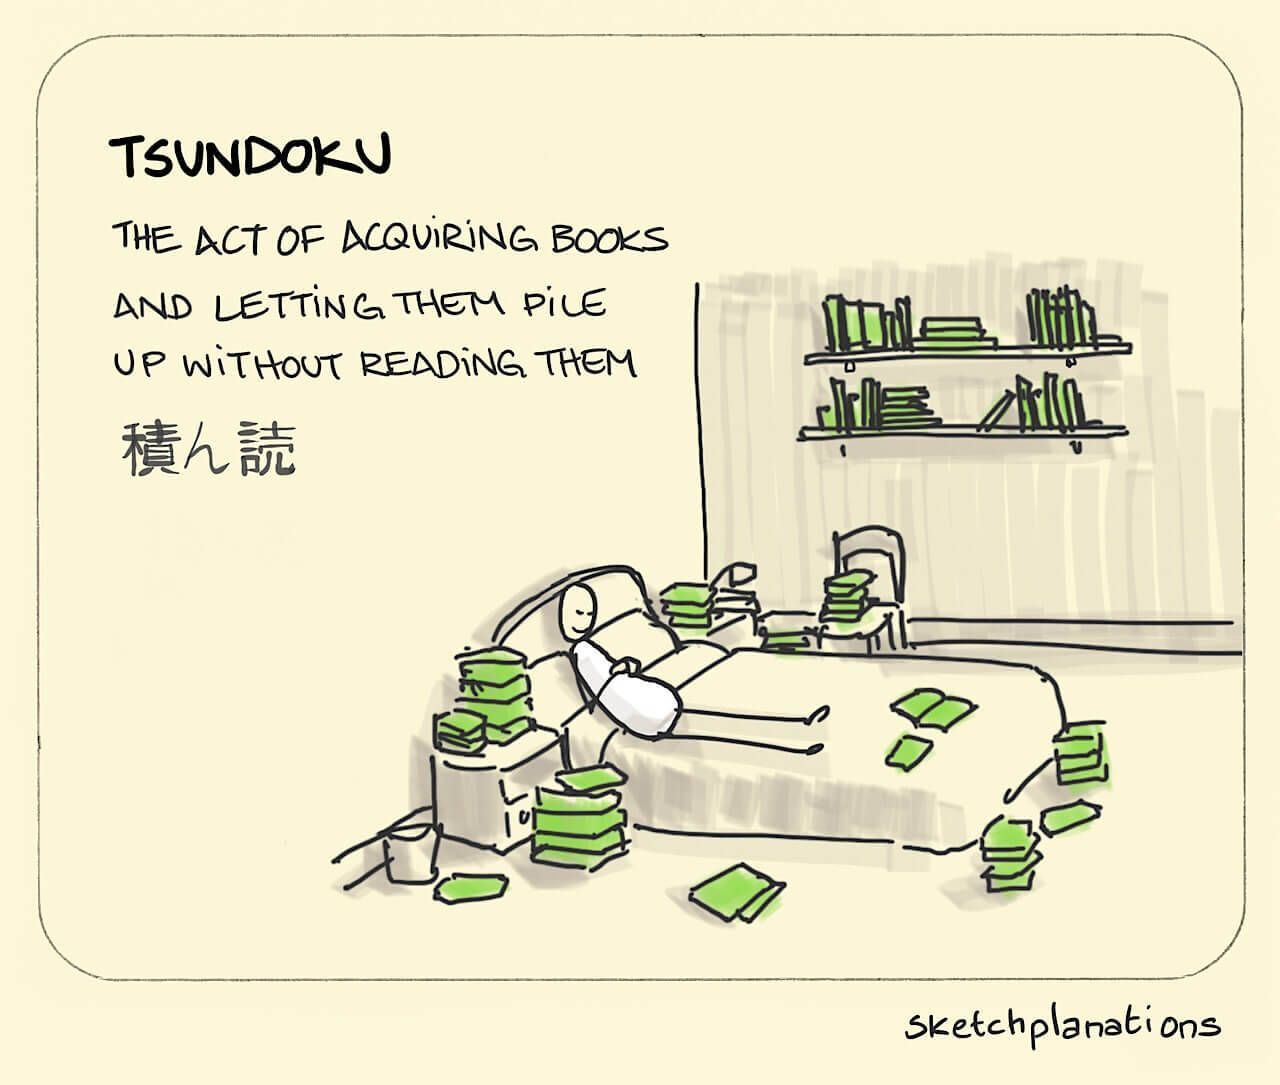 TSUNDOKU
THE ACT OF ACQUIRING BOOKS
AND LETTING THEM PILE
UP WITHOUT READING THEM
積ん読
sketchplanations